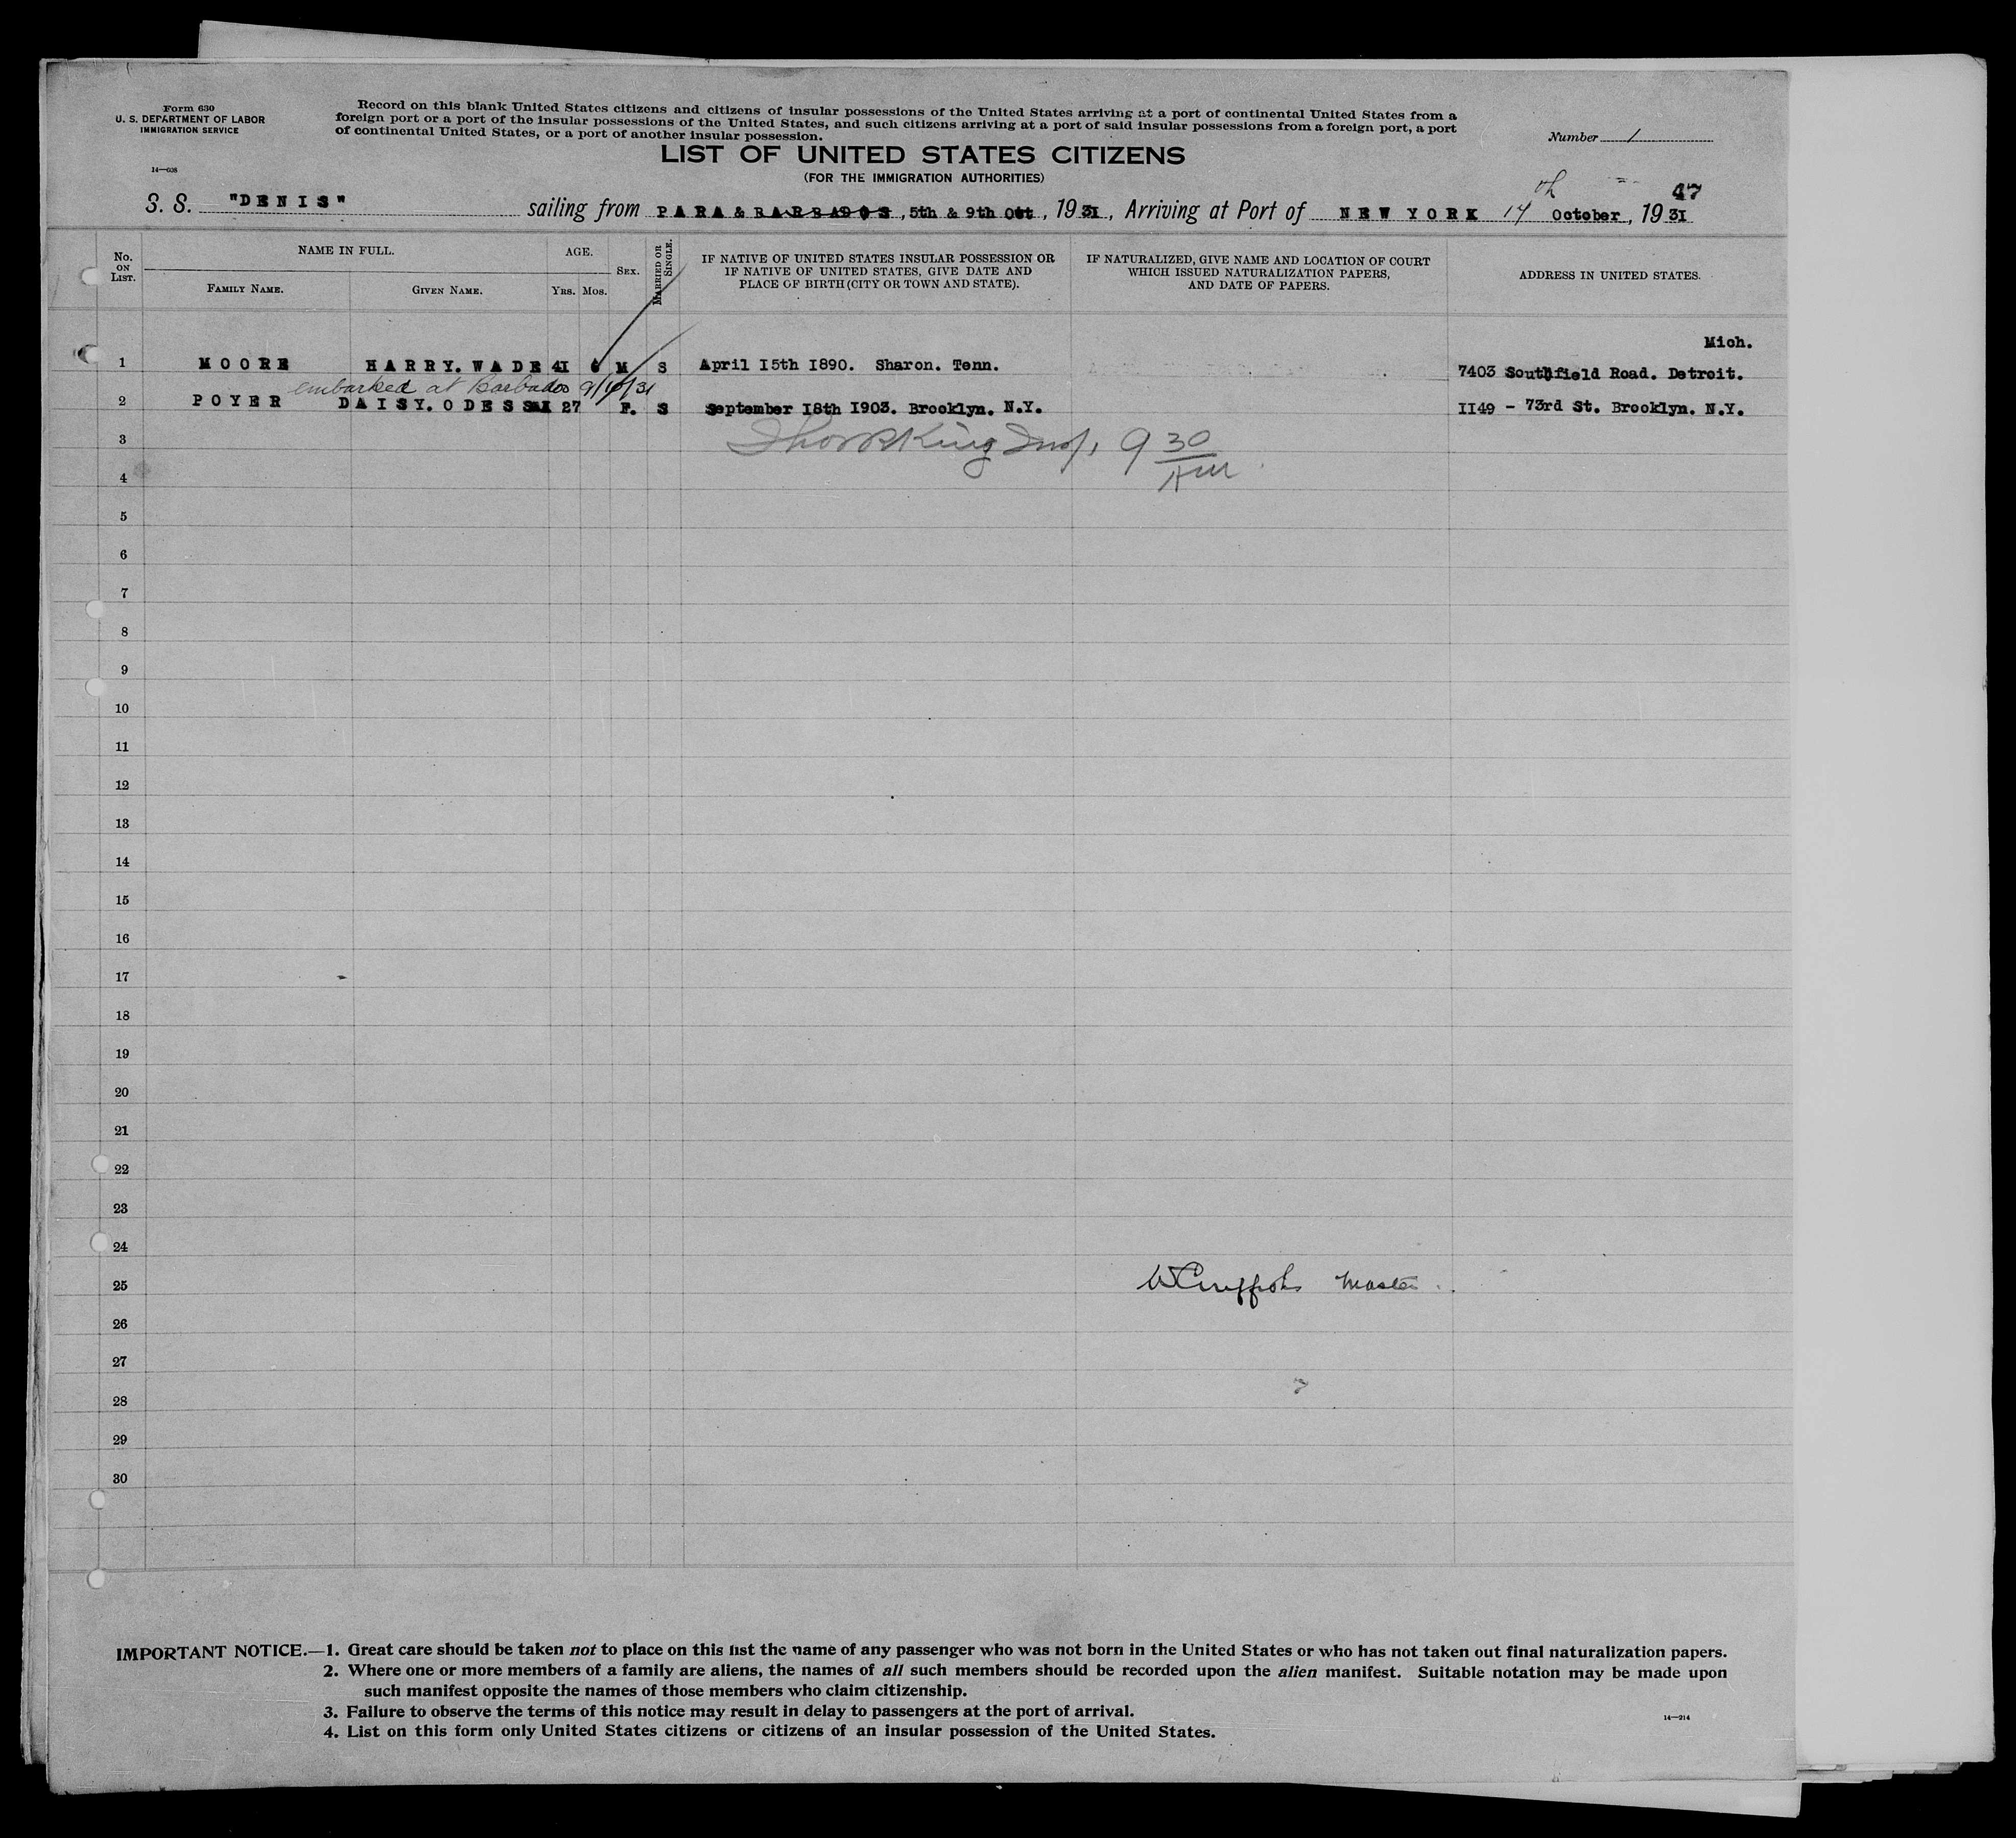 Form 630
U. S. DEPARTMENT OF LABOR
IMMIGRATION SERVICE
14—608
Record on this blank United States citizens and citizens of insular possessions of the United States arriving at a port of continental United States from a
foreign port or a port of the insular possessions of the United States, and such citizens arriving at a port of said insular possessions from a foreign port, a port
of continental United States, or a port of another insular possession.
Number 1
LIST OF UNITED STATES CITIZENS
(FOR THE IMMIGRATION AUTHORITIES)
47
S. S. "DENIS" sailing from PARA & BARBADOS, 5th & 9th Oct, 1931, Arriving at Port of NEW YORK 14th October, 1931
No. ON LIST.
NAME IN FULL.
FAMILY NAME.
GIVEN NAME.
AGE.
YRS. MOS.
SEX.
MARRIED OR SINGLE.
IF NATIVE OF UNITED STATES INSULAR POSSESSION OR
IF NATIVE OF UNITED STATES, GIVE DATE AND
PLACE OF BIRTH (CITY OR TOWN AND STATE).
IF NATURALIZED, GIVE NAME AND LOCATION OF COURT
WHICH ISSUED NATURALIZATION PAPERS,
AND DATE OF PAPERS.
ADDRESS IN UNITED STATES.
Mich.
1 MOORE HARRY. WADE 41 6 M S April 15th 1890. Sharon. Tenn. 7403 Southfield Road. Detroit.
embarked at Barbados 9/10/31
2 POYER DAISY. ODESSA 27 F. S September 18th 1903. Brooklyn. N.Y. 1149 - 73rd St. Brooklyn. N.Y.
3 King Insp, 9 30
4 AM
5
6
7
8
9
10
11
12
13
14
15
16
17
18
19
20
21
22
23
24
25 Master
26
27
28
29
30
IMPORTANT NOTICE.—1. Great care should be taken not to place on this list the name of any passenger who was not born in the United States or who has not taken out final naturalization papers.
2. Where one or more members of a family are aliens, the names of all such members should be recorded upon the alien manifest. Suitable notation may be made upon
such manifest opposite the names of those members who claim citizenship.
3. Failure to observe the terms of this notice may result in delay to passengers at the port of arrival.
4. List on this form only United States citizens or citizens of an insular possession of the United States.
14—214